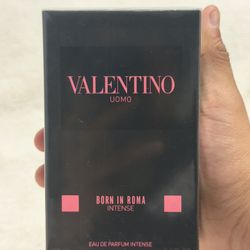 VALENTINO
UOMO
BORN IN ROMA
INTENSE
EAU DE PARFUM INTENSE